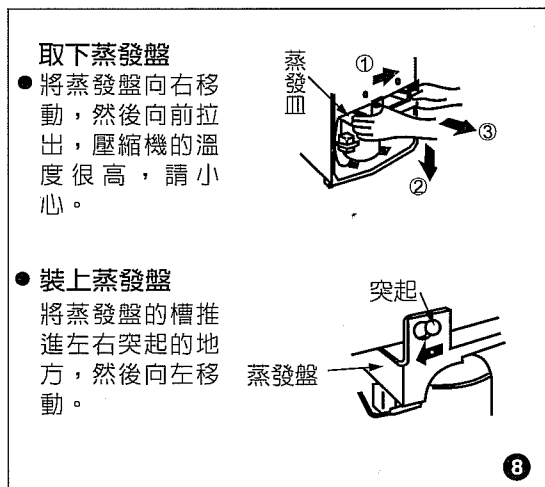 取下蒸發盤
●將蒸發盤向右移
動，然後向前拉
出，壓縮機的溫
度很高，請小
心。
蒸發皿
①
③
②
●裝上蒸發盤
將蒸發盤的槽推
進左右突起的地
方，然後向左移
動。
突起
蒸發盤
8